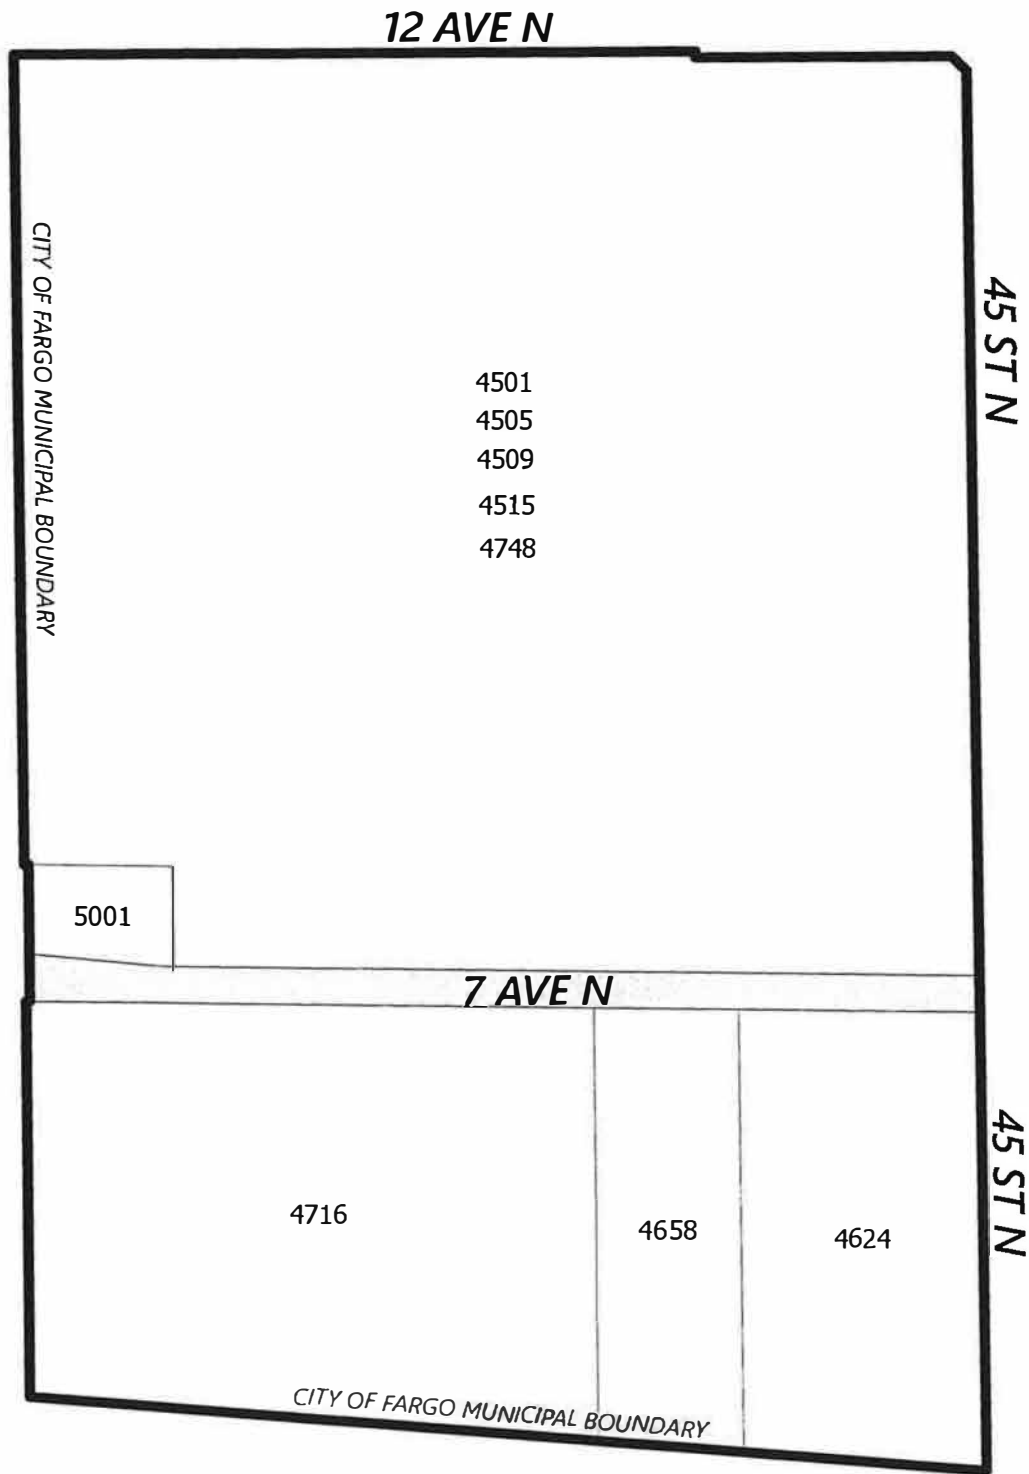 12 AVE N
CITY OF FARGO MUNICIPAL BOUNDARY
45 ST N
4501
4505
4509
4515
4748
5001
7 AVE N
45 ST N
4716
4658
4624
CITY OF FARGO MUNICIPAL BOUNDARY